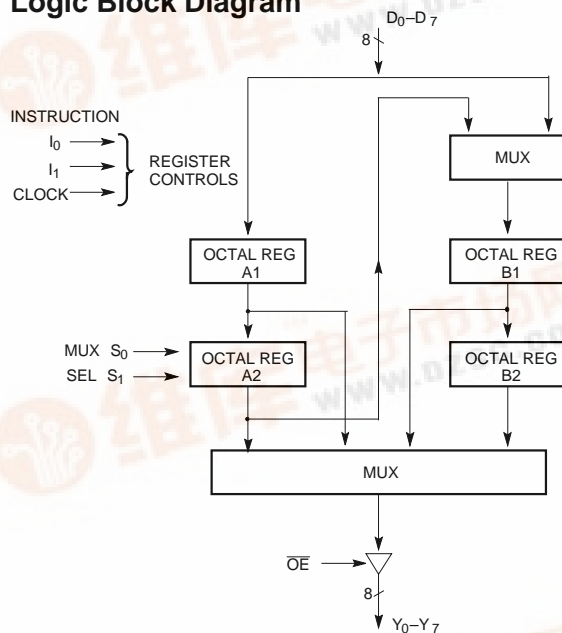 Logic Block Diagram
D0–D7
8
INSTRUCTION
I0
I1
CLOCK
REGISTER
CONTROLS
MUX
OCTAL REG
A1
OCTAL REG
B1
MUX S0
SEL S1
OCTAL REG
A2
OCTAL REG
B2
MUX
OE
8
Y0–Y7